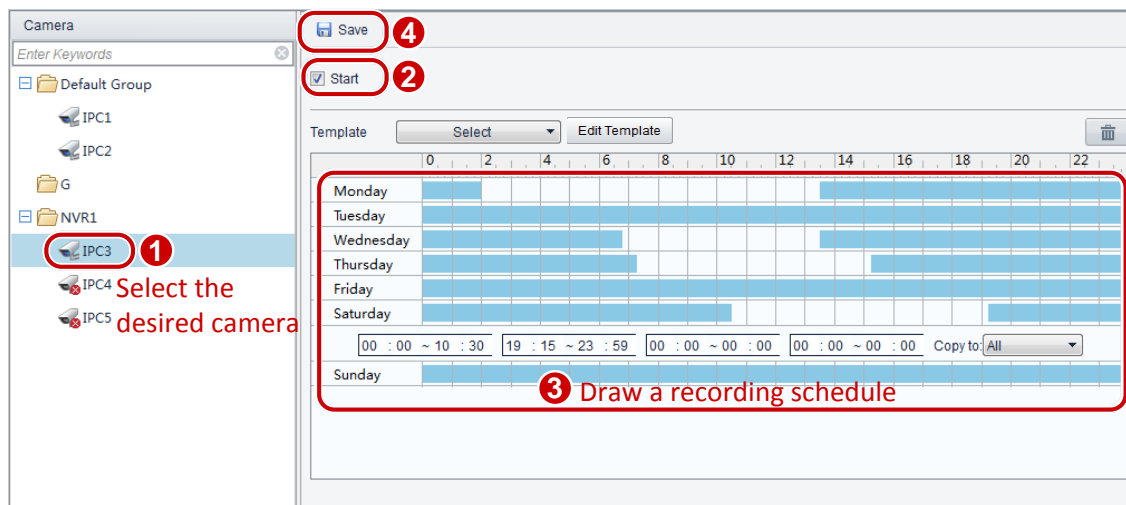 Camera
Save
4
Enter Keywords
Start
2
Default Group
IPC1
IPC2
G
NVR1
IPC3
1
IPC4
IPC5
Select the
desired camera
Template Select Edit Template
0 2 4 6 8 10 12 14 16 18 20 22
Monday
Tuesday
Wednesday
Thursday
Friday
Saturday
00 : 00 ~ 10 : 30 19 : 15 ~ 23 : 59 00 : 00 ~ 00 : 00 00 : 00 ~ 00 : 00 Copy to: All
Sunday
3 Draw a recording schedule